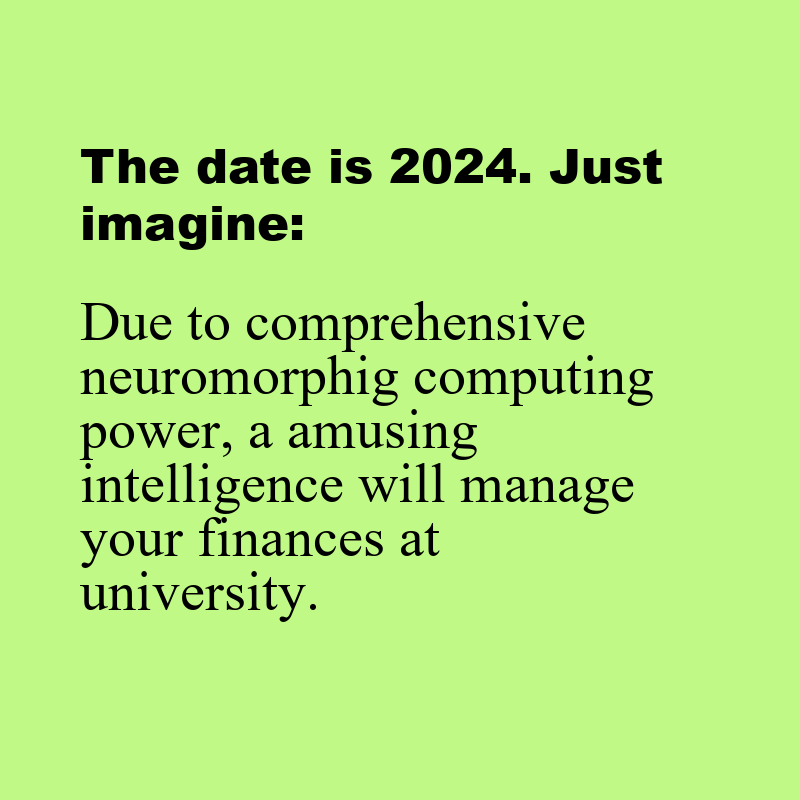 The date is 2024. Just
imagine:
Due to comprehensive
neuromorphig computing
power, a amusing
intelligence will manage
your finances at
university.